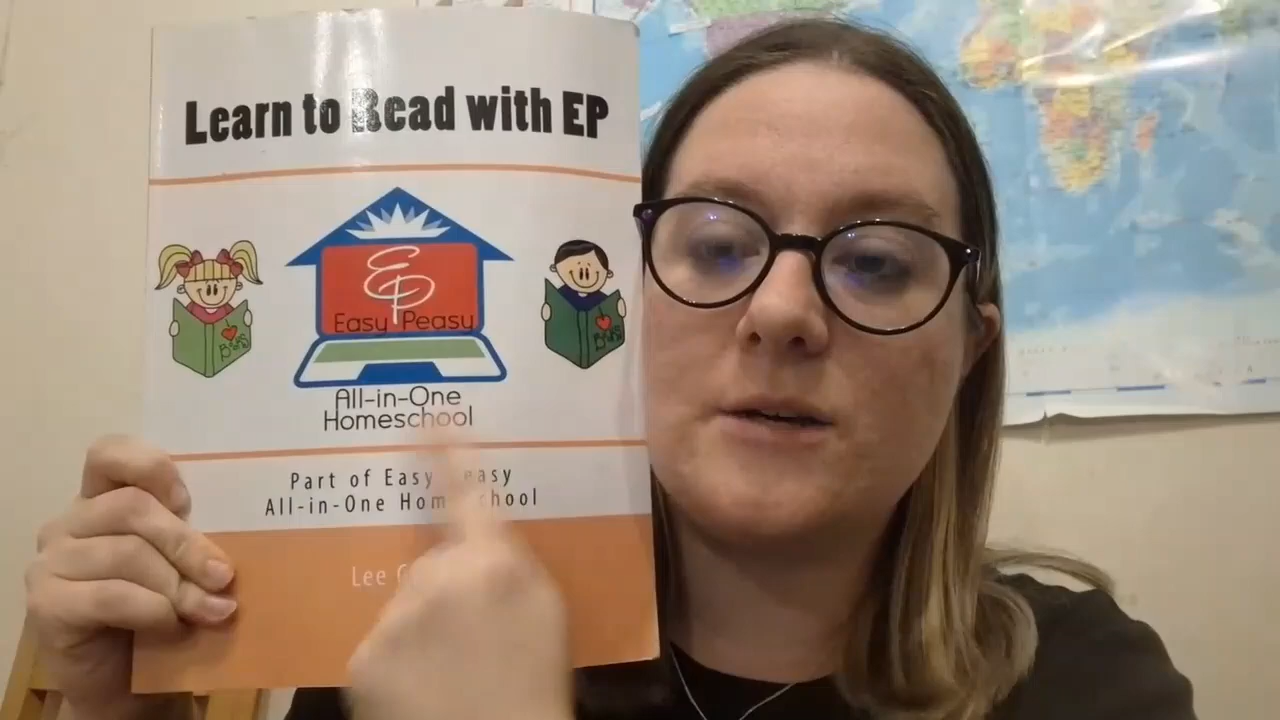 Learn to Read with EP
EP
Easy Peasy
All-in-One
Homeschool
Part of Easy
All-in-One
Lee